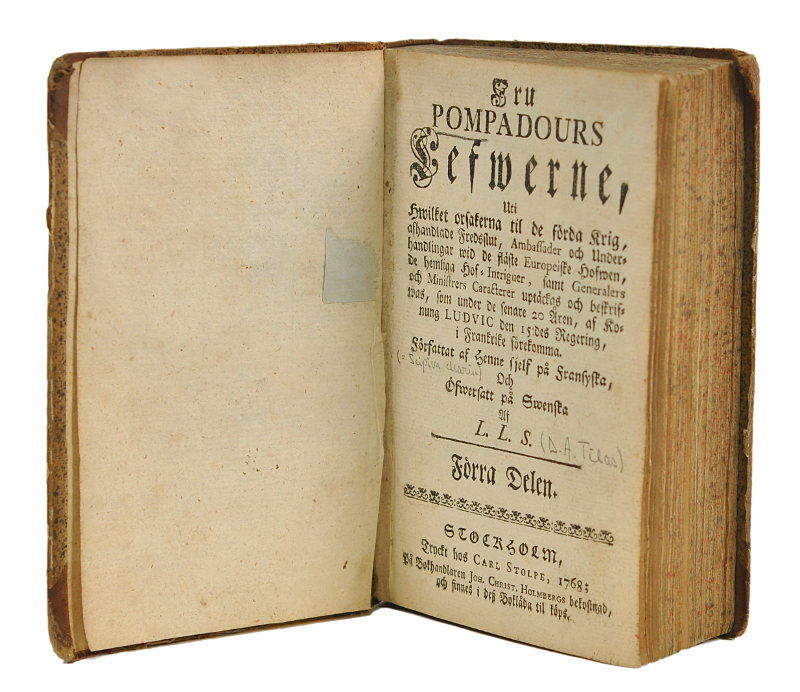 Fru
POMPADOURS
Lefwerne,
Uti
Hwilket orsakerna til de förda Krig,
afhandlade Fredsslut, Ambassader och Under-
handlingar wid de fläste Europeiske Hofwen,
de hemliga Hof-Intriguer, samt Generalers
och Ministrers Caracterer uptäckas och beskrif-
was, som under de senare 20 Åren, af Ko-
nung LUDVIC den 15:des Regering,
i Frankrike förekomma.
Författat af Henne sjelf på Fransyska,
Och
Öfwersatt på Swenska
Af
L. L. S. (D. A. Tilas)
Förra Delen.
STOCKHOLM,
Tryckt hos CARL STOLPE, 1768;
På Bokhandlaren JOH. CHRIST. HOLMBERGS bekostnad,
och finnes i deß Boklåda til köps.